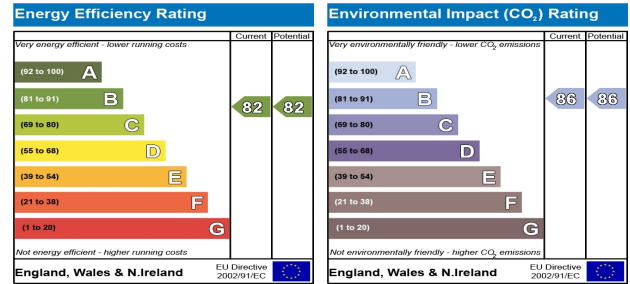 Energy Efficiency Rating
Current Potential
Very energy efficient - lower running costs
(92 to 100) A
(81 to 91) B
82 82
(69 to 80) C
(55 to 68) D
(39 to 54) E
(21 to 38) F
(1 to 20) G
Not energy efficient - higher running costs
England, Wales & N.Ireland
EU Directive
2002/91/EC
Environmental Impact (CO₂) Rating
Current Potential
Very environmentally friendly - lower CO₂ emissions
(92 to 100) A
(81 to 91) B
86 86
(69 to 80) C
(55 to 68) D
(39 to 54) E
(21 to 38) F
(1 to 20) G
Not environmentally friendly - higher CO₂ emissions
England, Wales & N.Ireland
EU Directive
2002/91/EC